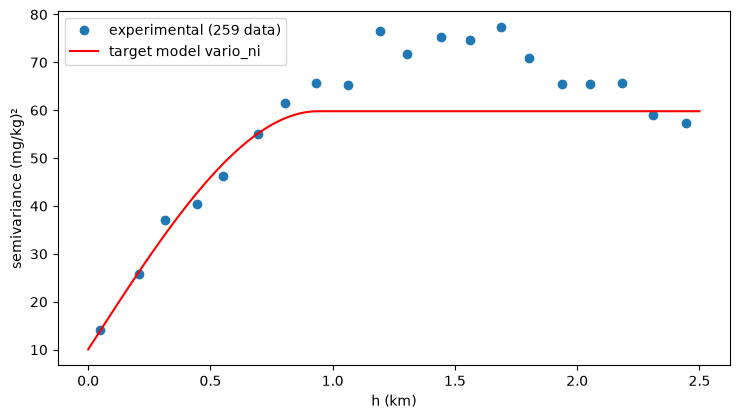 experimental (259 data)
target model vario_ni
semivariance (mg/kg)²
80
70
60
50
40
30
20
10
0.0 0.5 1.0 1.5 2.0 2.5
h (km)